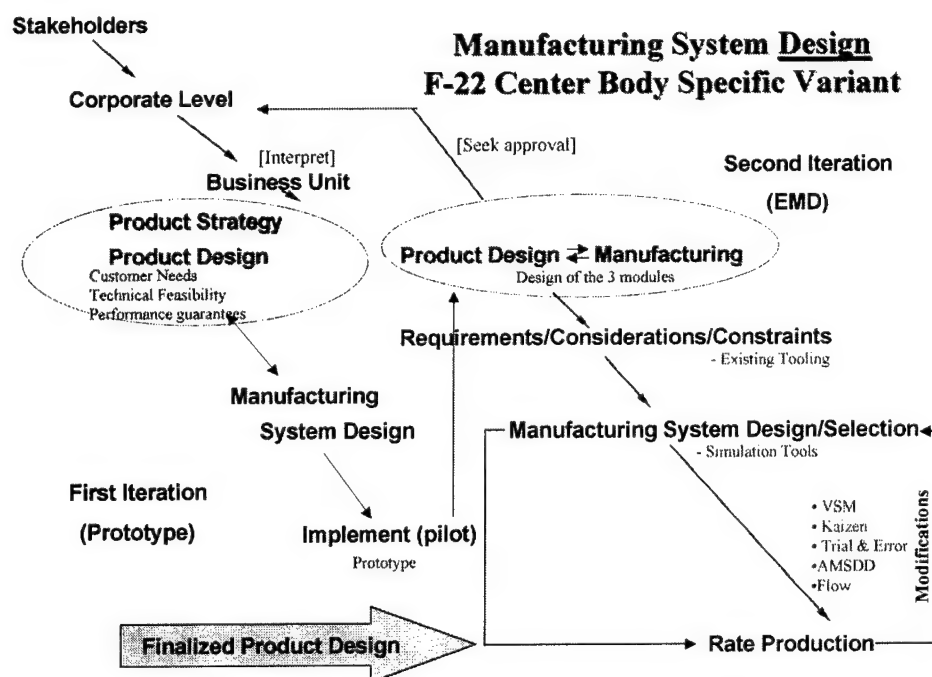 Stakeholders
Manufacturing System Design
F-22 Center Body Specific Variant
Corporate Level
[Interpret]
[Seek approval]
Business Unit
Second Iteration
(EMD)
Product Strategy
Product Design
Customer Needs
Technical Feasibility
Performance guarantees
Product Design ⇄ Manufacturing
Design of the 3 modules
Requirements/Considerations/Constraints
- Existing Tooling
Manufacturing
System Design
Manufacturing System Design/Selection
- Simulation Tools
First Iteration
(Prototype)
Implement (pilot)
Prototype
• VSM
• Kaizen
• Trial & Error
•AMSDD
•Flow
Modifications
Finalized Product Design
Rate Production